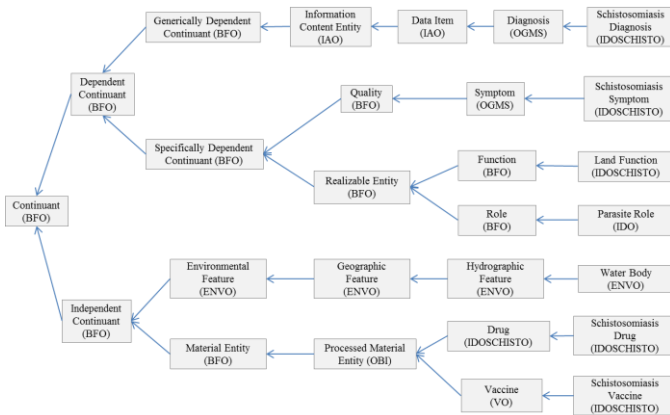 Generically Dependent
Continuant (BFO)
Information
Content Entity
(IAO)
Data Item
(IAO)
Diagnosis
(OGMS)
Schistosomiasis
Diagnosis
(IDOSCHISTO)
Dependent
Continuant
(BFO)
Quality
(BFO)
Symptom
(OGMS)
Schistosomiasis
Symptom
(IDOSCHISTO)
Specifically Dependent
Continuant (BFO)
Realizable Entity
(BFO)
Function
(BFO)
Land Function
(IDOSCHISTO)
Role
(BFO)
Parasite Role
(IDO)
Continuant
(BFO)
Environmental
Feature
(ENVO)
Geographic
Feature
(ENVO)
Hydrographic
Feature
(ENVO)
Water Body
(ENVO)
Independent
Continuant
(BFO)
Material Entity
(BFO)
Processed Material
Entity (OBI)
Drug
(IDOSCHISTO)
Schistosomiasis
Drug
(IDOSCHISTO)
Vaccine
(VO)
Schistosomiasis
Vaccine
(IDOSCHISTO)